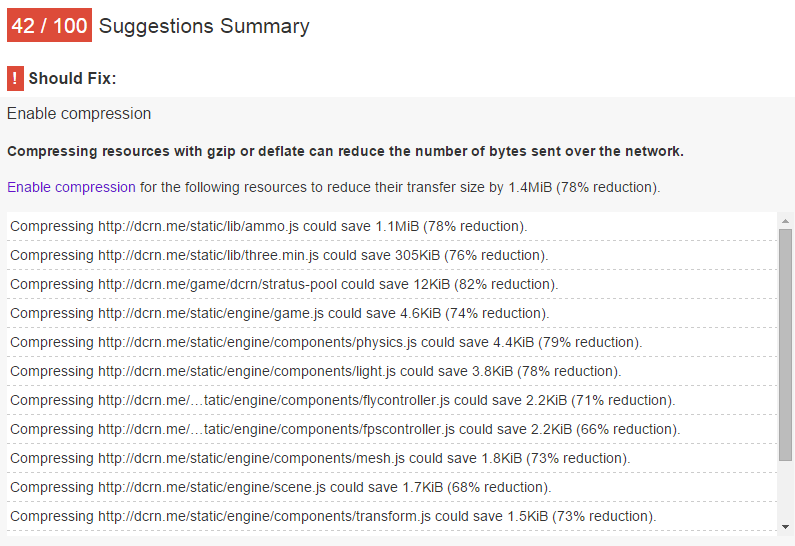 42 / 100 Suggestions Summary
! Should Fix:
Enable compression
Compressing resources with gzip or deflate can reduce the number of bytes sent over the network.
Enable compression for the following resources to reduce their transfer size by 1.4MiB (78% reduction).
Compressing http://dcrn.me/static/lib/ammo.js could save 1.1MiB (78% reduction).
Compressing http://dcrn.me/static/lib/three.min.js could save 305KiB (76% reduction).
Compressing http://dcrn.me/game/dcrn/stratus-pool could save 12KiB (82% reduction).
Compressing http://dcrn.me/static/engine/game.js could save 4.6KiB (74% reduction).
Compressing http://dcrn.me/static/engine/components/physics.js could save 4.4KiB (79% reduction).
Compressing http://dcrn.me/static/engine/components/light.js could save 3.8KiB (78% reduction).
Compressing http://dcrn.me/…tatic/engine/components/flycontroller.js could save 2.2KiB (71% reduction).
Compressing http://dcrn.me/…tatic/engine/components/fpscontroller.js could save 2.2KiB (66% reduction).
Compressing http://dcrn.me/static/engine/components/mesh.js could save 1.8KiB (73% reduction).
Compressing http://dcrn.me/static/engine/scene.js could save 1.7KiB (68% reduction).
Compressing http://dcrn.me/static/engine/components/transform.js could save 1.5KiB (73% reduction).